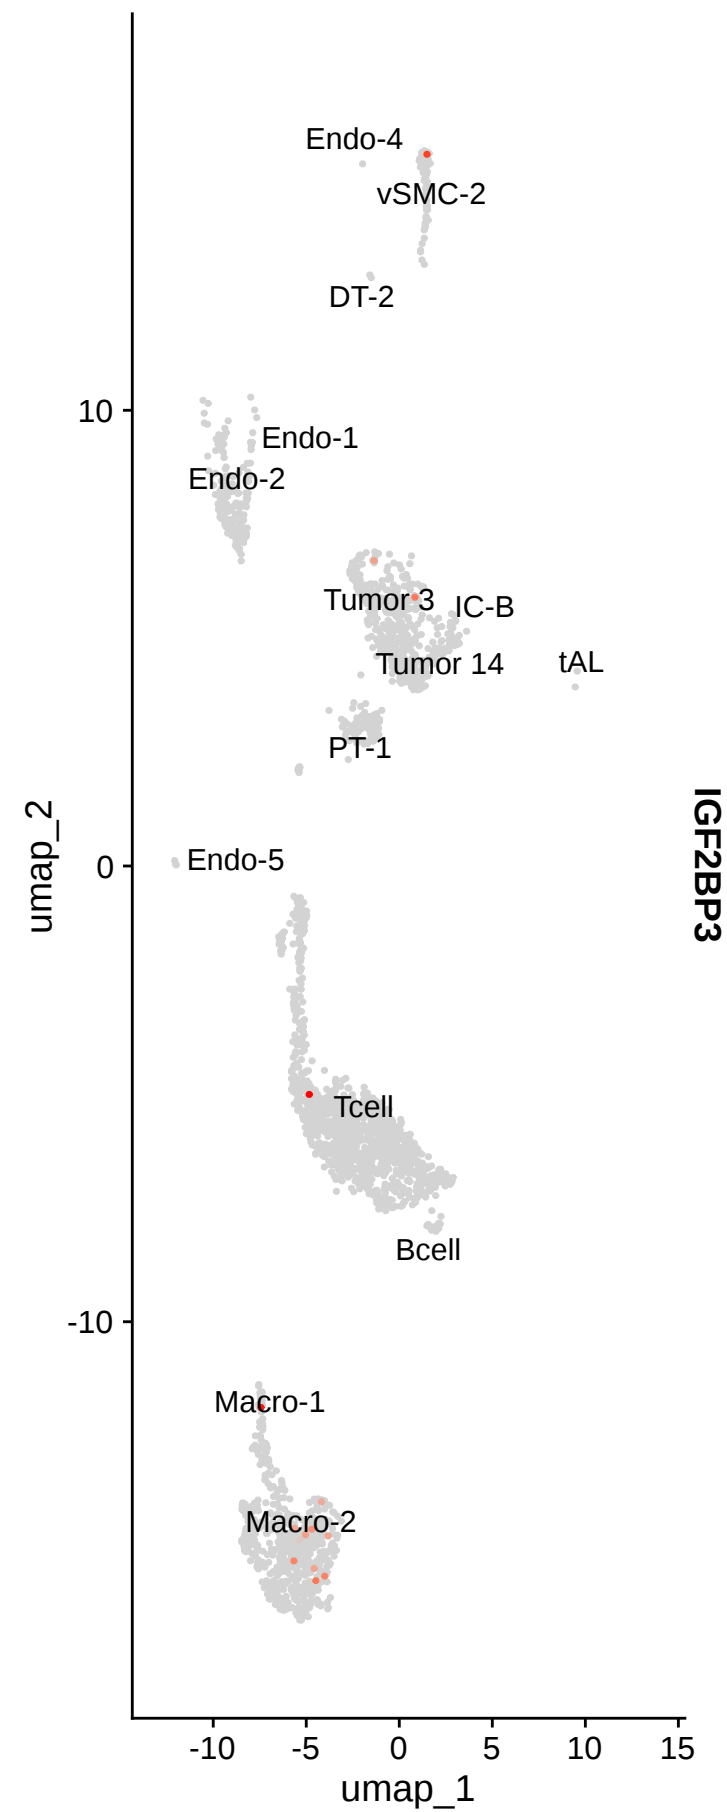 Endo-4
vSMC-2
DT-2
10
Endo-1
Endo-2
Tumor 3
IC-B
Tumor 14
tAL
PT-1
umap_2
IGF2BP3
0
Endo-5
Tcell
Bcell
-10
Macro-1
Macro-2
-10 -5 0 5 10 15
umap_1